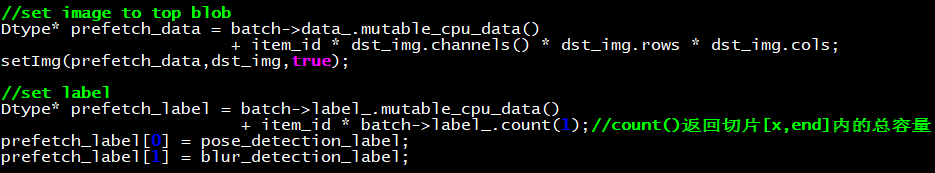 //set image to top blob
Dtype* prefetch_data = batch->data_.mutable_cpu_data()
+ item_id * dst_img.channels() * dst_img.rows * dst_img.cols;
setImg(prefetch_data,dst_img,true);
//set label
Dtype* prefetch_label = batch->label_.mutable_cpu_data()
+ item_id * batch->label_.count(1);//count()返回切片[x,end]内的总容量
prefetch_label[0] = pose_detection_label;
prefetch_label[1] = blur_detection_label;